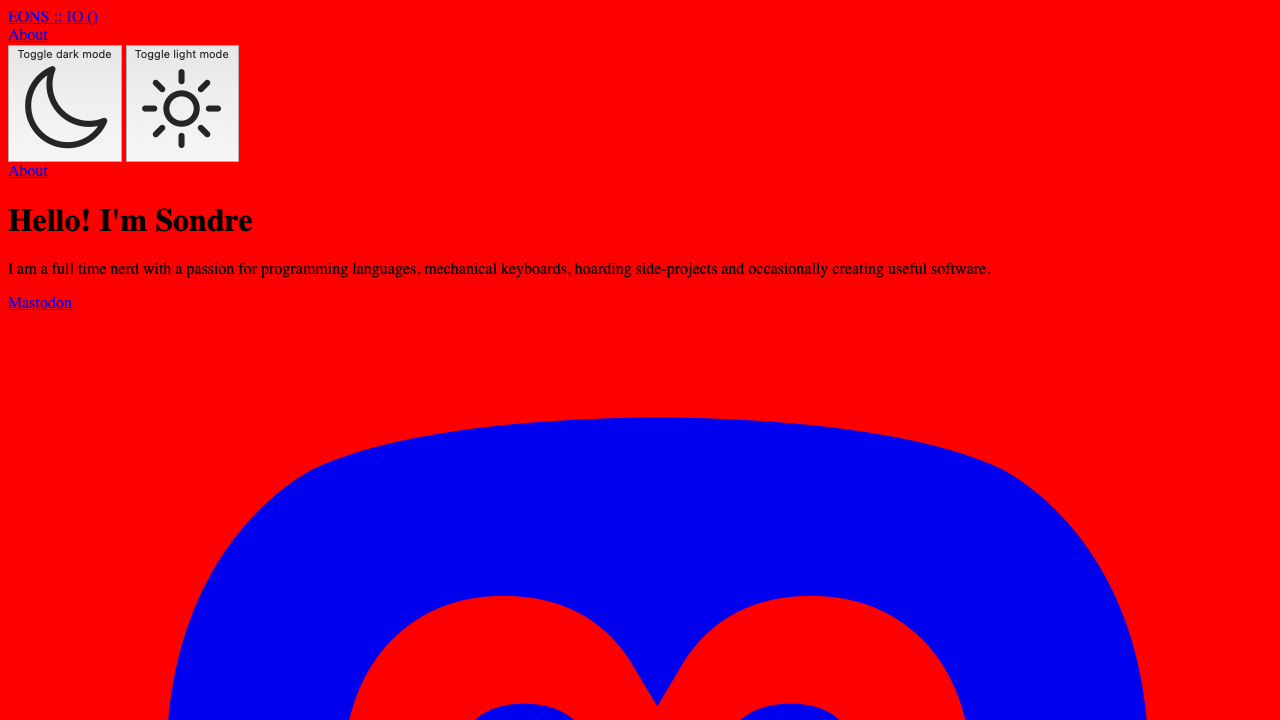 EONS :: IO ()
About
Toggle dark mode Toggle light mode
About
Hello! I'm Sondre
I am a full time nerd with a passion for programming languages, mechanical keyboards, hoarding side-projects and occasionally creating useful software.
Mastodon